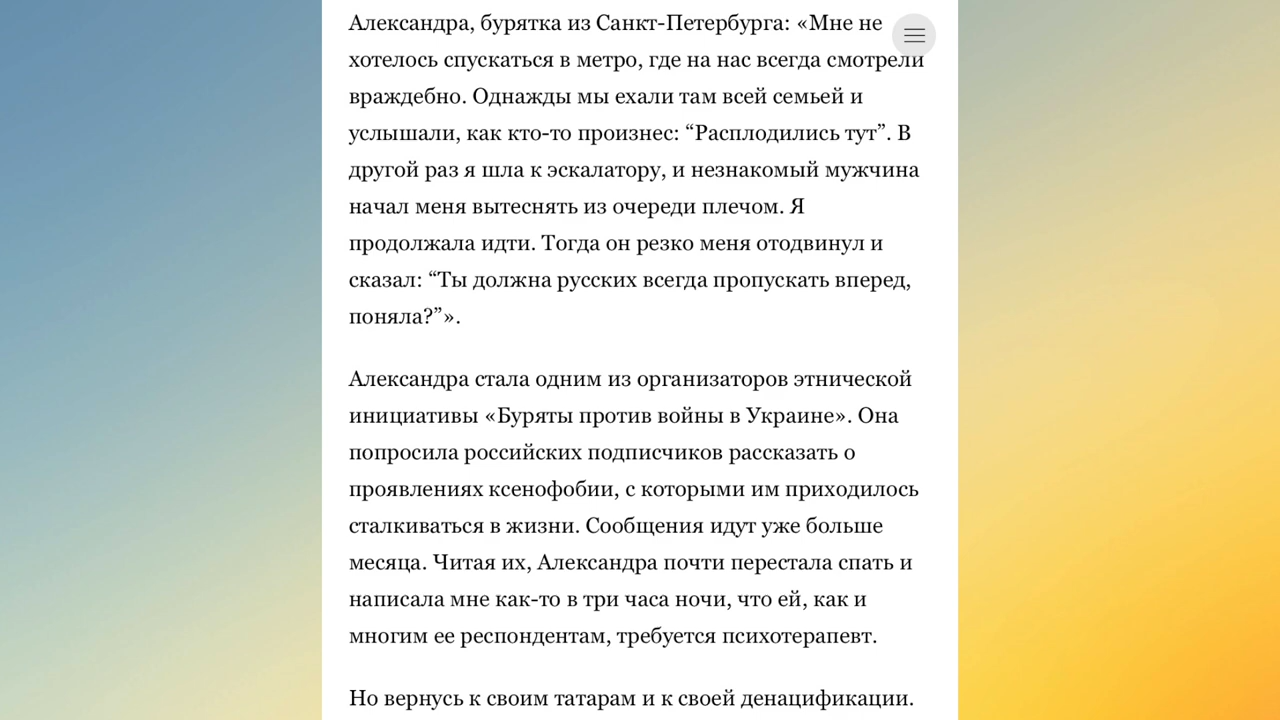 Александра, бурятка из Санкт-Петербурга: «Мне не
хотелось спускаться в метро, где на нас всегда смотрели
враждебно. Однажды мы ехали там всей семьей и
услышали, как кто-то произнес: “Расплодились тут”. В
другой раз я шла к эскалатору, и незнакомый мужчина
начал меня вытеснять из очереди плечом. Я
продолжала идти. Тогда он резко меня отодвинул и
сказал: “Ты должна русских всегда пропускать вперед,
поняла?”».
Александра стала одним из организаторов этнической
инициативы «Буряты против войны в Украине». Она
попросила российских подписчиков рассказать о
проявлениях ксенофобии, с которыми им приходилось
сталкиваться в жизни. Сообщения идут уже больше
месяца. Читая их, Александра почти перестала спать и
написала мне как-то в три часа ночи, что ей, как и
многим ее респондентам, требуется психотерапевт.
Но вернусь к своим татарам и к своей денацификации.